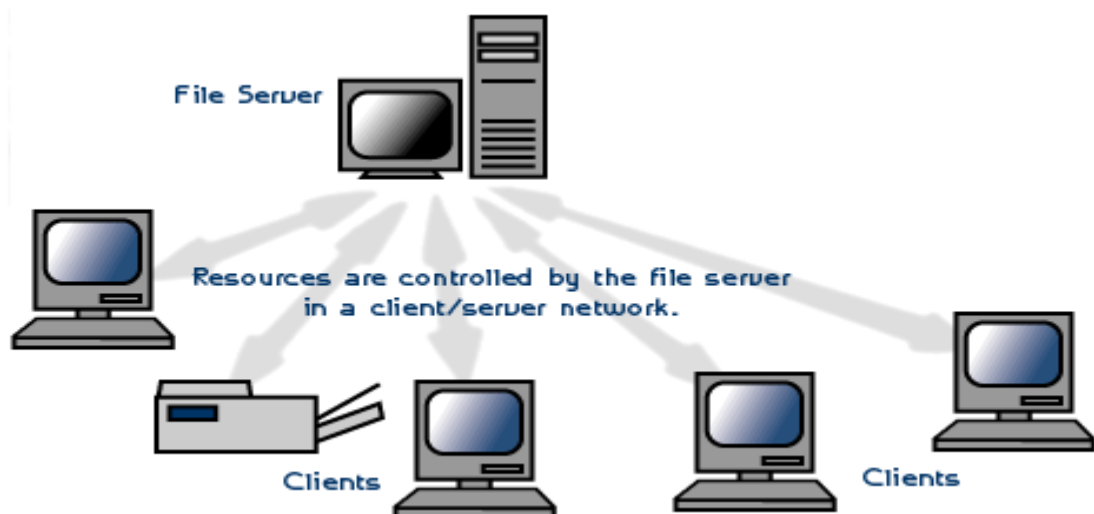 File Server
Resources are controlled by the file server
in a client/server network.
Clients
Clients